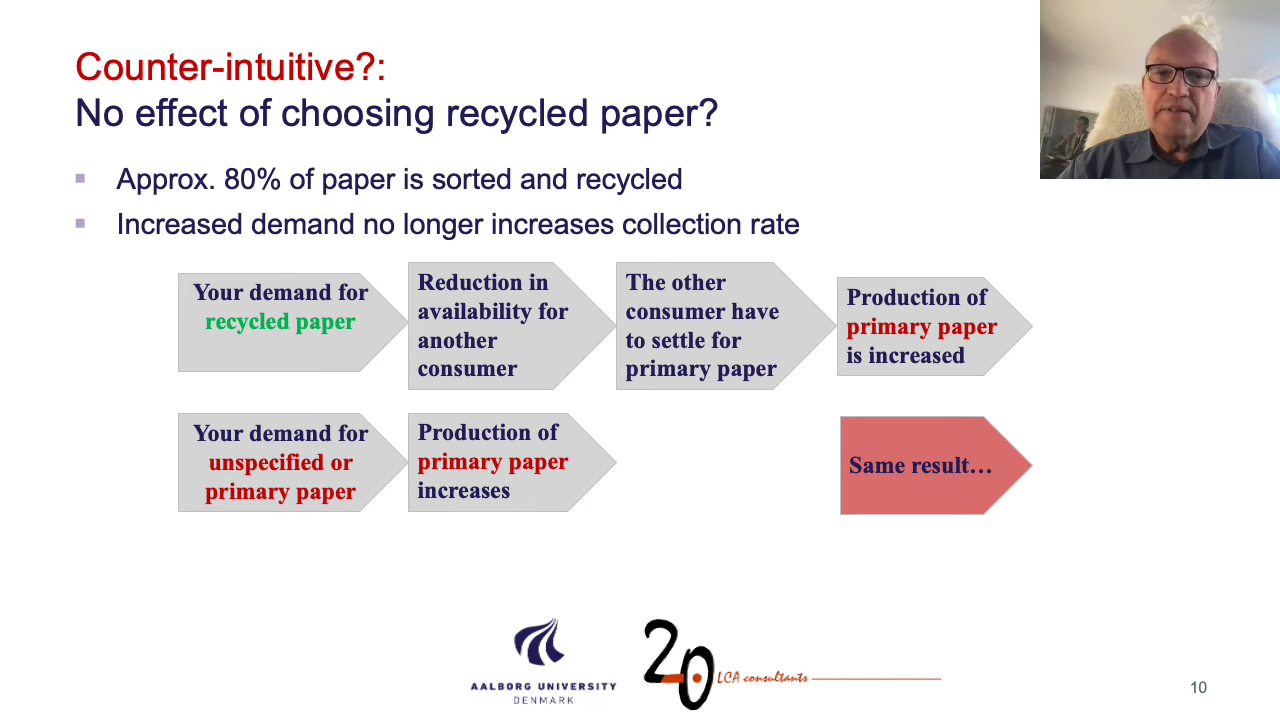 Counter-intuitive?:
No effect of choosing recycled paper?
Approx. 80% of paper is sorted and recycled
Increased demand no longer increases collection rate
Your demand for
recycled paper
Reduction in
availability for
another
consumer
The other
consumer have
to settle for
primary paper
Production of
primary paper
is increased
Your demand for
unspecified or
primary paper
Production of
primary paper
increases
Same result…
AALBORG UNIVERSITY
DENMARK
2.0
LCA consultants
10